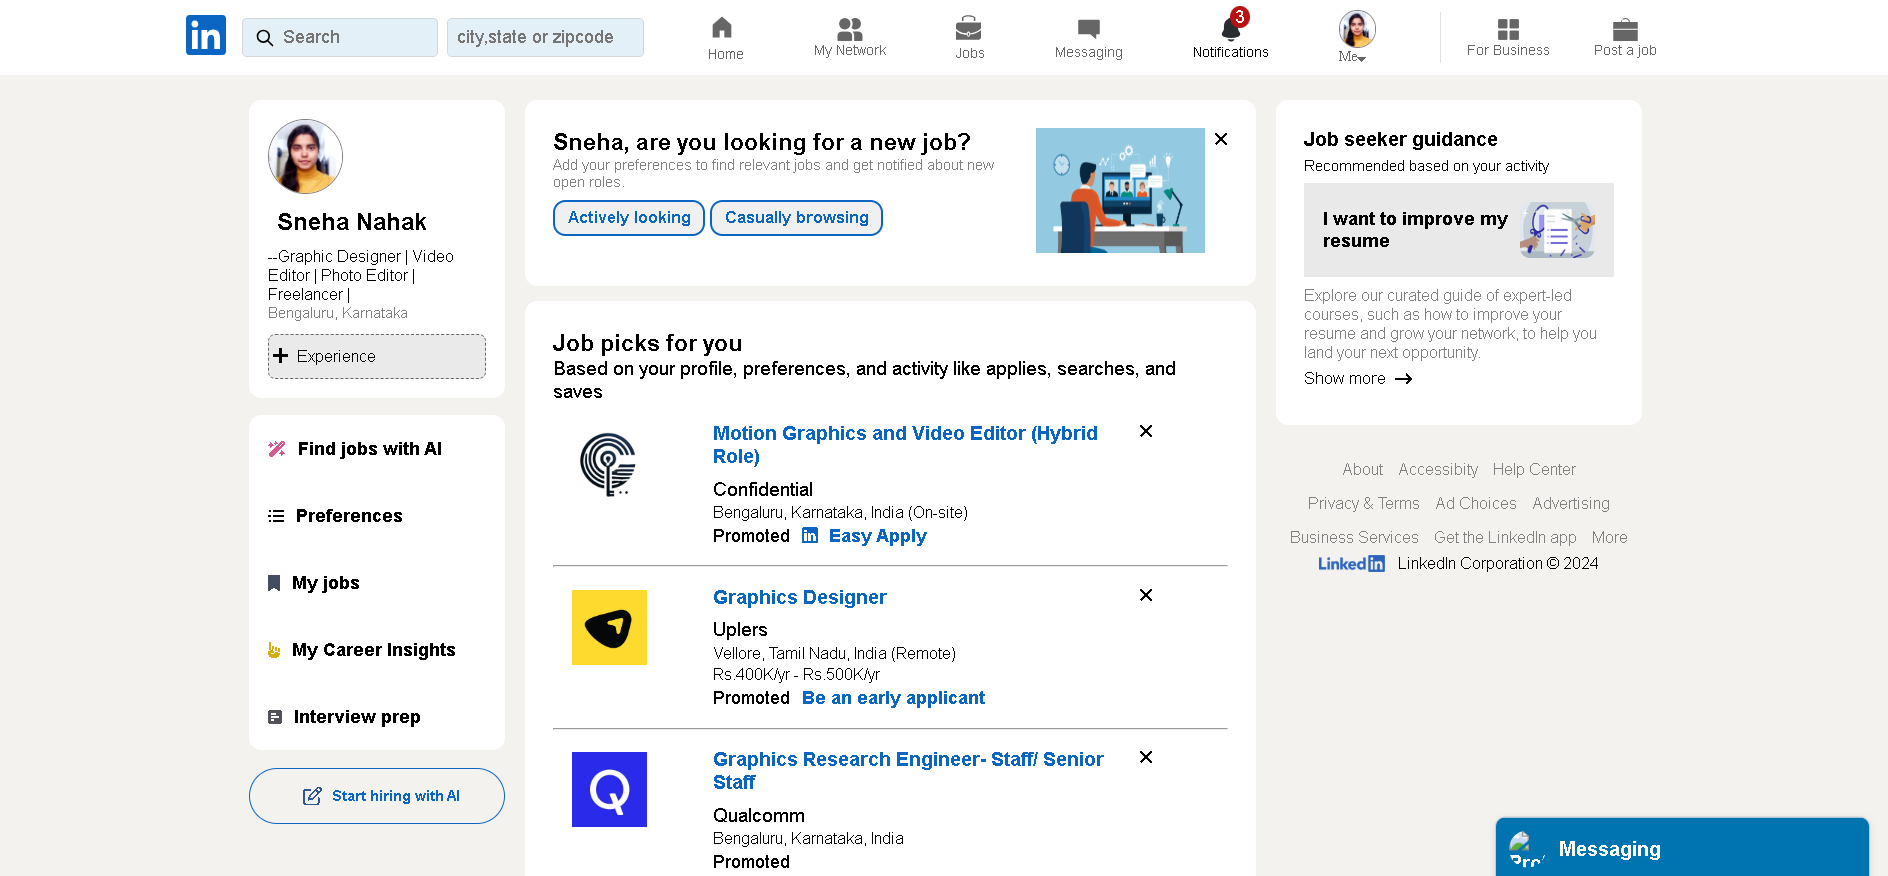 in
Search
city,state or zipcode
Home
My Network
Jobs
Messaging
3
Notifications
Me
For Business
Post a job
Sneha Nahak
--Graphic Designer | Video
Editor | Photo Editor |
Freelancer |
Bengaluru, Karnataka
Experience
Find jobs with AI
Preferences
My jobs
My Career Insights
Interview prep
Start hiring with AI
Sneha, are you looking for a new job?
Add your preferences to find relevant jobs and get notified about new
open roles.
Actively looking
Casually browsing
Job picks for you
Based on your profile, preferences, and activity like applies, searches, and
saves
Motion Graphics and Video Editor (Hybrid
Role)
Confidential
Bengaluru, Karnataka, India (On-site)
Promoted in Easy Apply
Graphics Designer
Uplers
Vellore, Tamil Nadu, India (Remote)
Rs.400K/yr - Rs.500K/yr
Promoted Be an early applicant
Q
Graphics Research Engineer- Staff/ Senior
Staff
Qualcomm
Bengaluru, Karnataka, India
Promoted
Job seeker guidance
Recommended based on your activity
I want to improve my
resume
Explore our curated guide of expert-led
courses, such as how to improve your
resume and grow your network, to help you
land your next opportunity.
Show more
About Accessibity Help Center
Privacy & Terms Ad Choices Advertising
Business Services Get the LinkedIn app More
LinkedIn LinkedIn Corporation © 2024
Messaging